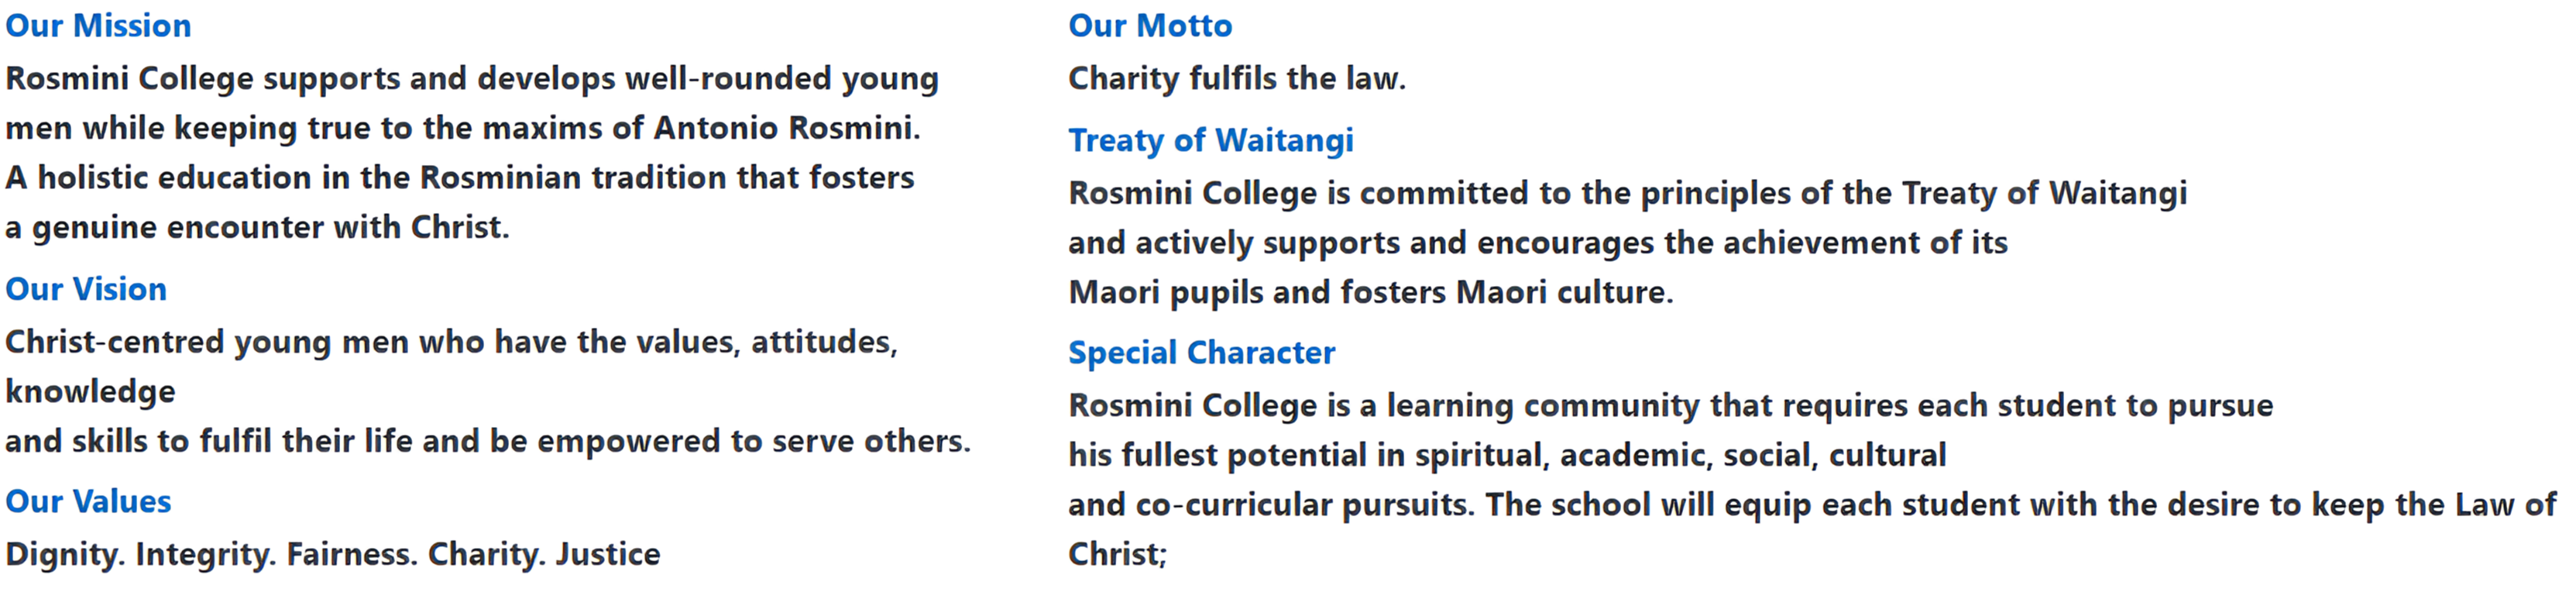 Our Mission
Rosmini College supports and develops well-rounded young
men while keeping true to the maxims of Antonio Rosmini.
A holistic education in the Rosminian tradition that fosters
a genuine encounter with Christ.
Our Vision
Christ-centred young men who have the values, attitudes,
knowledge
and skills to fulfil their life and be empowered to serve others.
Our Values
Dignity. Integrity. Fairness. Charity. Justice
Our Motto
Charity fulfils the law.
Treaty of Waitangi
Rosmini College is committed to the principles of the Treaty of Waitangi
and actively supports and encourages the achievement of its
Maori pupils and fosters Maori culture.
Special Character
Rosmini College is a learning community that requires each student to pursue
his fullest potential in spiritual, academic, social, cultural
and co-curricular pursuits. The school will equip each student with the desire to keep the Law of
Christ;